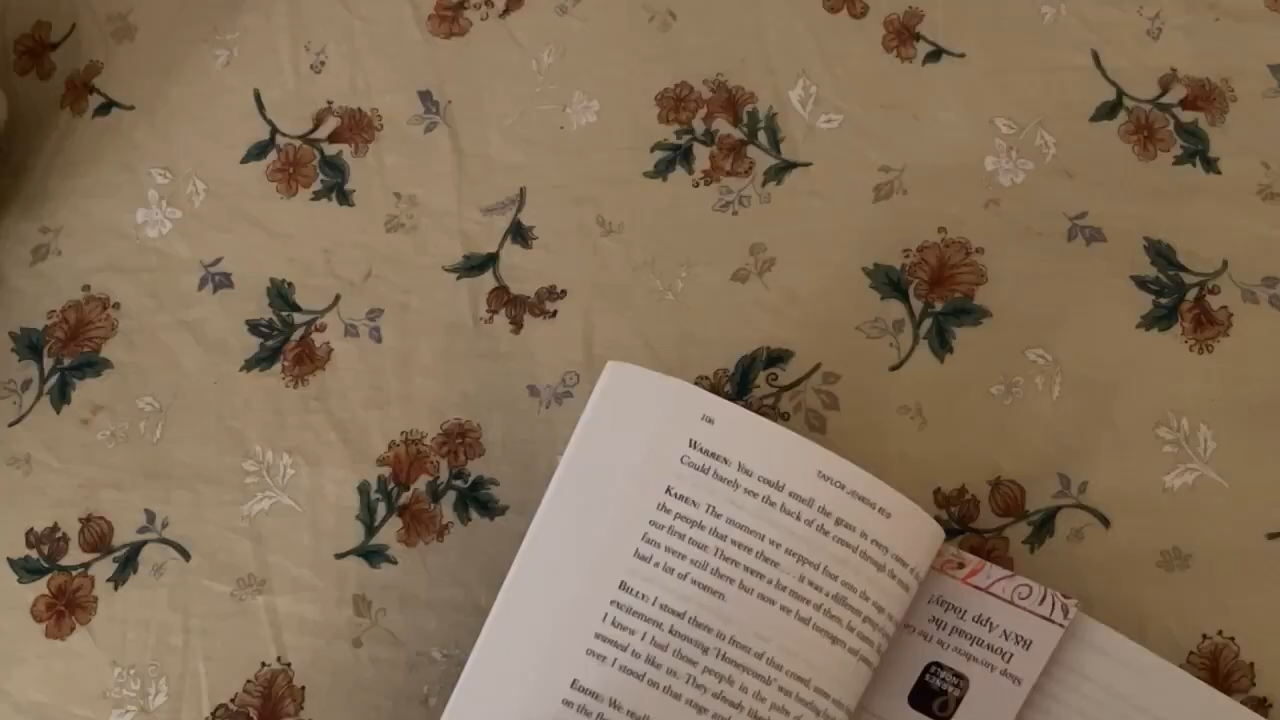 106
TAYLOR JENKINS REID
WARREN: You could smell the grass in every corner of
Could barely see the back of the crowd through the
KAREN: The moment we stepped foot onto the stage
the people that were there. . . . it was a different group
our first tour. There were a lot more of them, for
fans were still there but now we had teenagers and
had a lot of women.
BILLY: I stood there in front of that crowd,
excitement, knowing "Honeycomb" was heading
I knew I had those people in the palm of
wanted to like us. They already
over. I stood on that stage and
EDDIE: We really
on the
Shop Anywhere On The Go
Download the
B&N App Today!
BARNES
&NOBLE